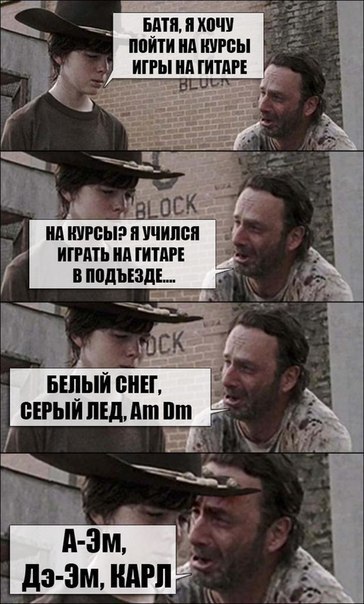 БАТЯ, Я ХОЧУ
ПОЙТИ НА КУРСЫ
ИГРЫ НА ГИТАРЕ
BLOCK
НА КУРСЫ? Я УЧИЛСЯ
ИГРАТЬ НА ГИТАРЕ
В ПОДЪЕЗДЕ....
OCK
БЕЛЫЙ СНЕГ,
СЕРЫЙ ЛЕД, Am Dm
А-Эм,
Дэ-Эм, КАРЛ